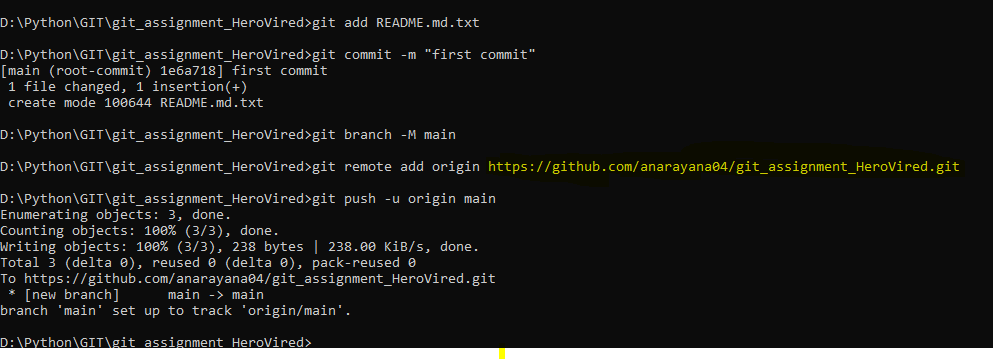 D:\Python\GIT\git_assignment_HeroVired>git add README.md.txt
D:\Python\GIT\git_assignment_HeroVired>git commit -m "first commit"
[main (root-commit) 1e6a718] first commit
 1 file changed, 1 insertion(+)
 create mode 100644 README.md.txt
D:\Python\GIT\git_assignment_HeroVired>git branch -M main
D:\Python\GIT\git_assignment_HeroVired>git remote add origin https://github.com/anarayana04/git_assignment_HeroVired.git
D:\Python\GIT\git_assignment_HeroVired>git push -u origin main
Enumerating objects: 3, done.
Counting objects: 100% (3/3), done.
Writing objects: 100% (3/3), 238 bytes | 238.00 KiB/s, done.
Total 3 (delta 0), reused 0 (delta 0), pack-reused 0
To https://github.com/anarayana04/git_assignment_HeroVired.git
 * [new branch]      main -> main
branch 'main' set up to track 'origin/main'.
D:\Python\GIT\git_assignment_HeroVired>